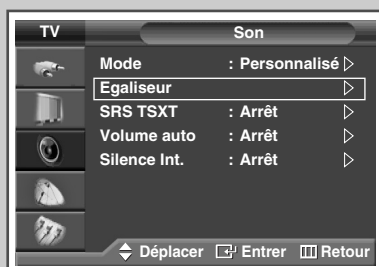 TV Son
Mode : Personnalisé
Egaliseur
SRS TSXT : Arrêt
Volume auto : Arrêt
Silence Int. : Arrêt
Déplacer Entrer Retour